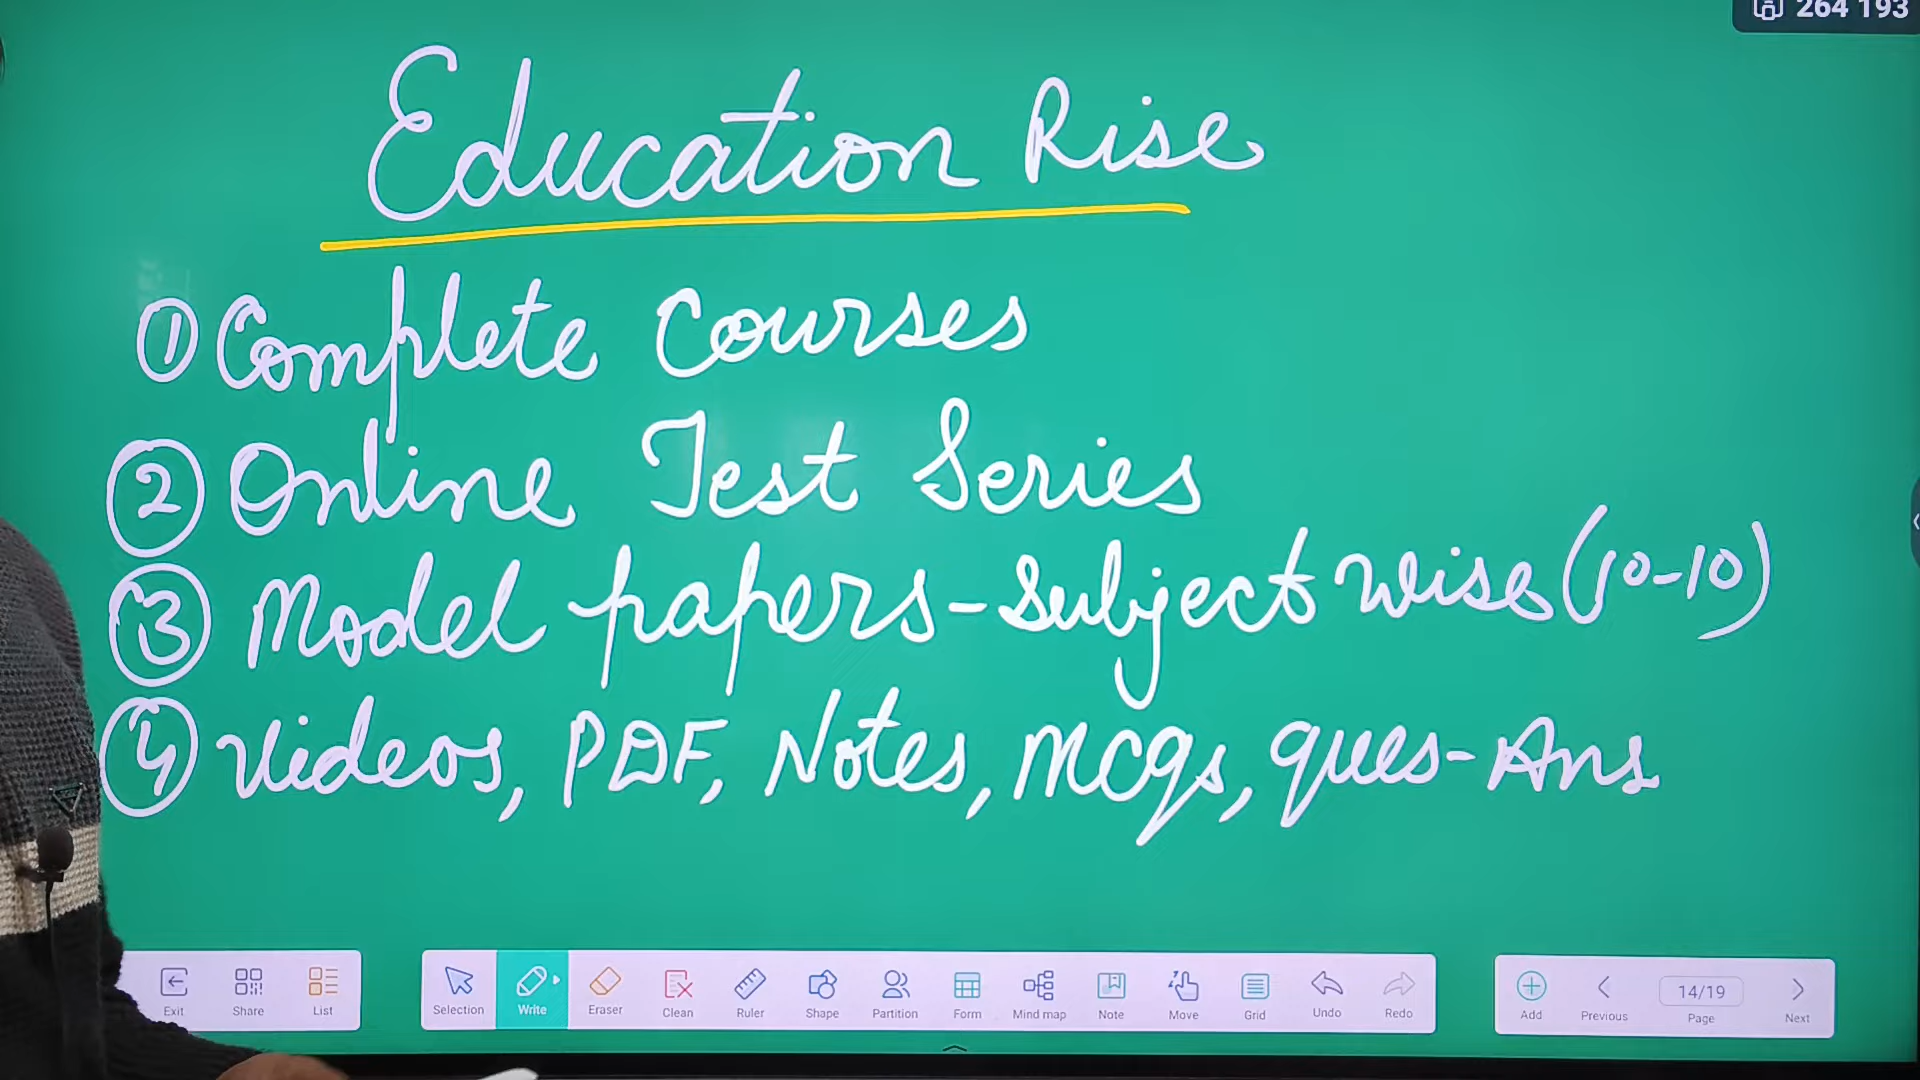 264 193
Education Rise
① Complete Courses
② Online Test Series
③ Model papers-Subject wise (10-10)
④ Videos, PDF, Notes, MCQs, ques-Ans
Exit Share List Selection Write Eraser Clean Ruler Shape Partition Form Mind map Note Move Grid Undo Redo Add Previous 14/19 Page Next